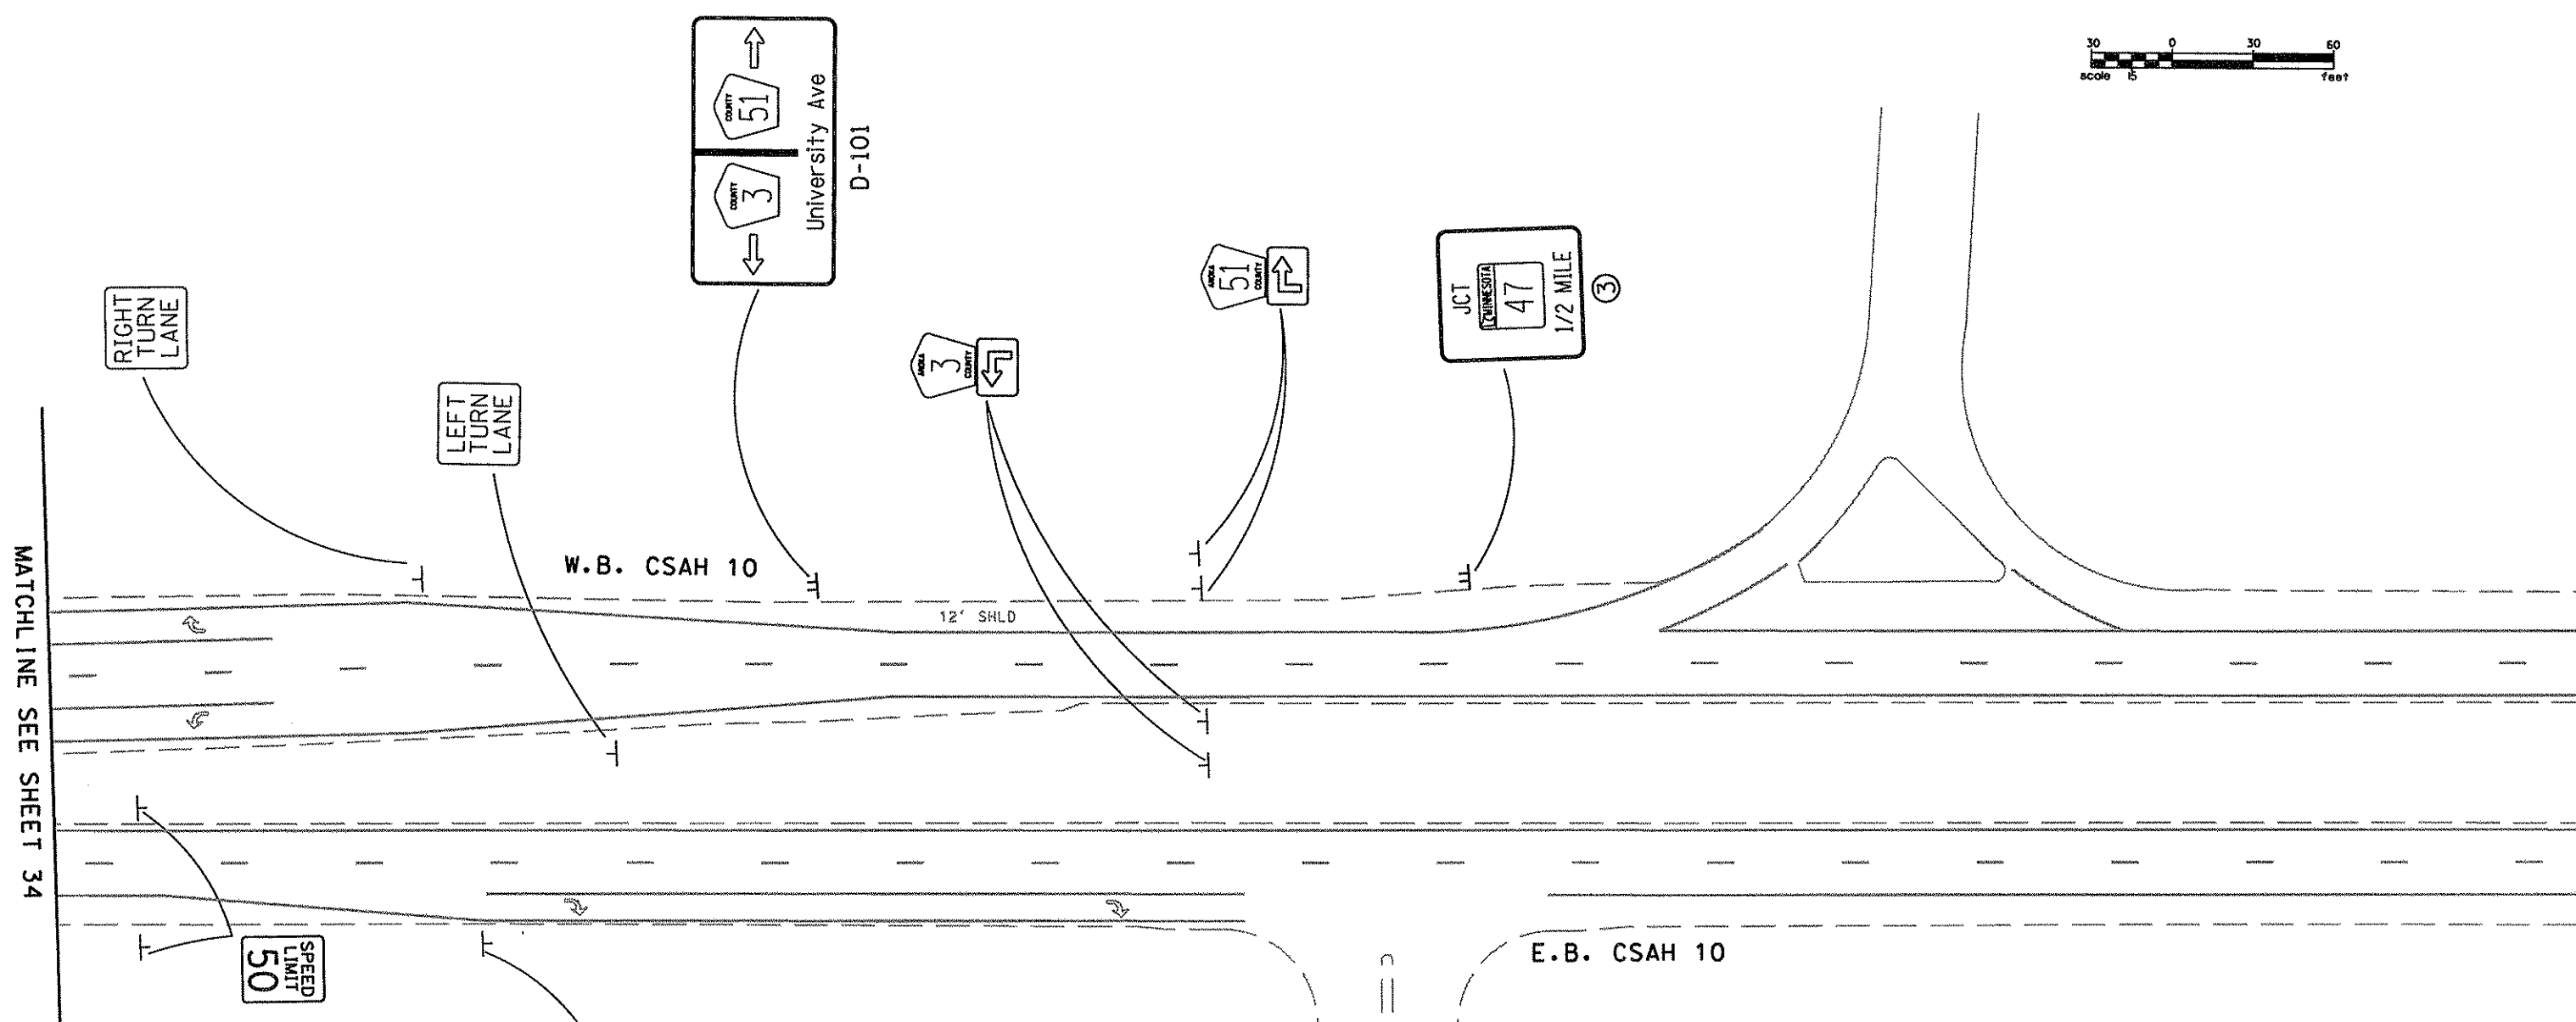 30 0 30 60
scale 15 feet
COUNTY
51
COUNTY
3
University Ave
D-101
RIGHT
TURN
LANE
LEFT
TURN
LANE
ANOKA
3
COUNTY
ANOKA
51
COUNTY
JCT
MINNESOTA
47
1/2 MILE
3
W.B. CSAH 10
12' SHLD
MATCHLINE SEE SHEET 34
SPEED
LIMIT
50
E.B. CSAH 10